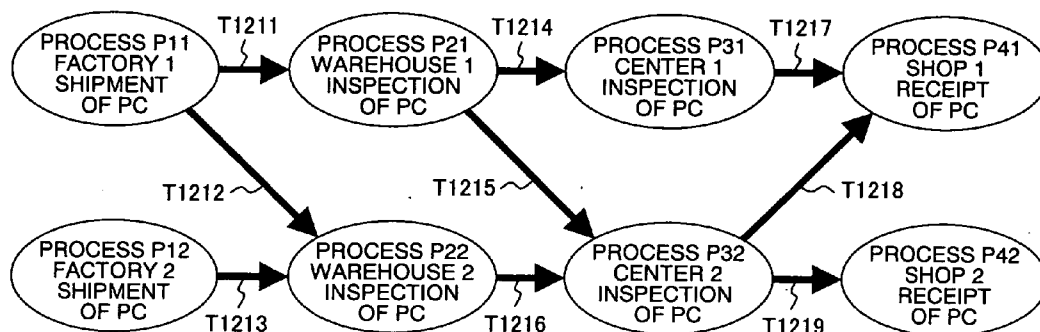 T1211
T1214
T1217
PROCESS P11
FACTORY 1
SHIPMENT
OF PC
PROCESS P21
WAREHOUSE 1
INSPECTION
OF PC
PROCESS P31
CENTER 1
INSPECTION
OF PC
PROCESS P41
SHOP 1
RECEIPT
OF PC
T1212
T1215
T1218
PROCESS P12
FACTORY 2
SHIPMENT
OF PC
PROCESS P22
WAREHOUSE 2
INSPECTION
OF PC
PROCESS P32
CENTER 2
INSPECTION
OF PC
PROCESS P42
SHOP 2
RECEIPT
OF PC
T1213
T1216
T1219